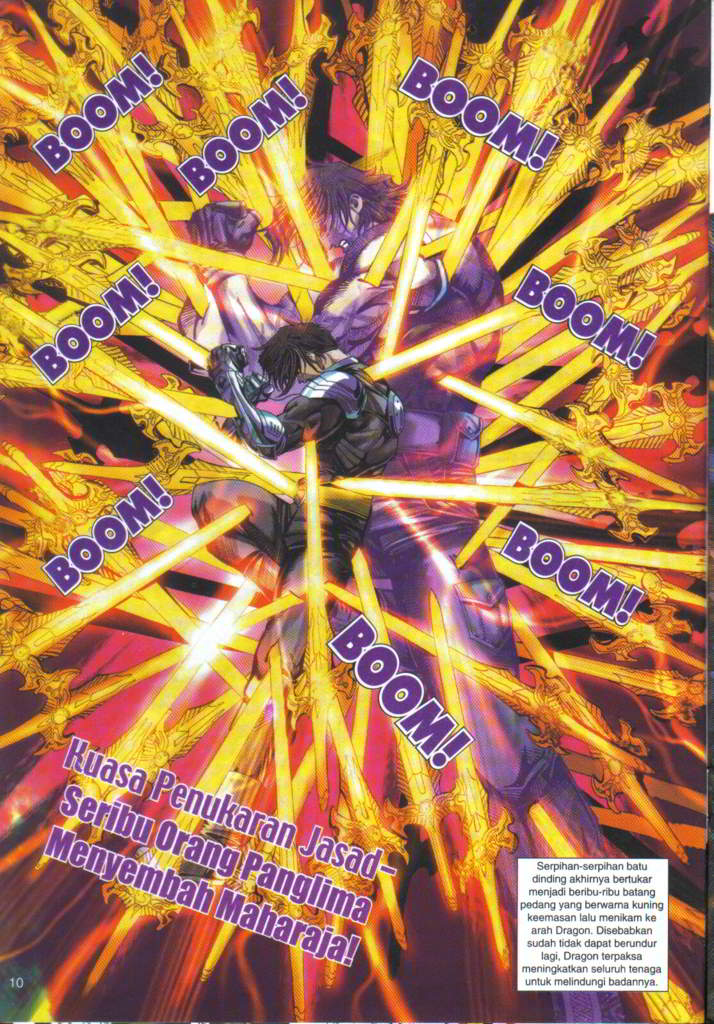 BOOM!
BOOM!
BOOM!
BOOM!
BOOM!
BOOM!
BOOM!
BOOM!
Kuasa Penukaran Jasad–
Seribu Orang Panglima
Menyembah Maharaja!
Serpihan-serpihan batu
dinding akhirnya bertukar
menjadi beribu-ribu batang
pedang yang berwarna kuning
keemasan lalu menikam ke
arah Dragon. Disebabkan
sudah tidak dapat berundur
lagi, Dragon terpaksa
meningkatkan seluruh tenaga
untuk melindungi badannya.
10